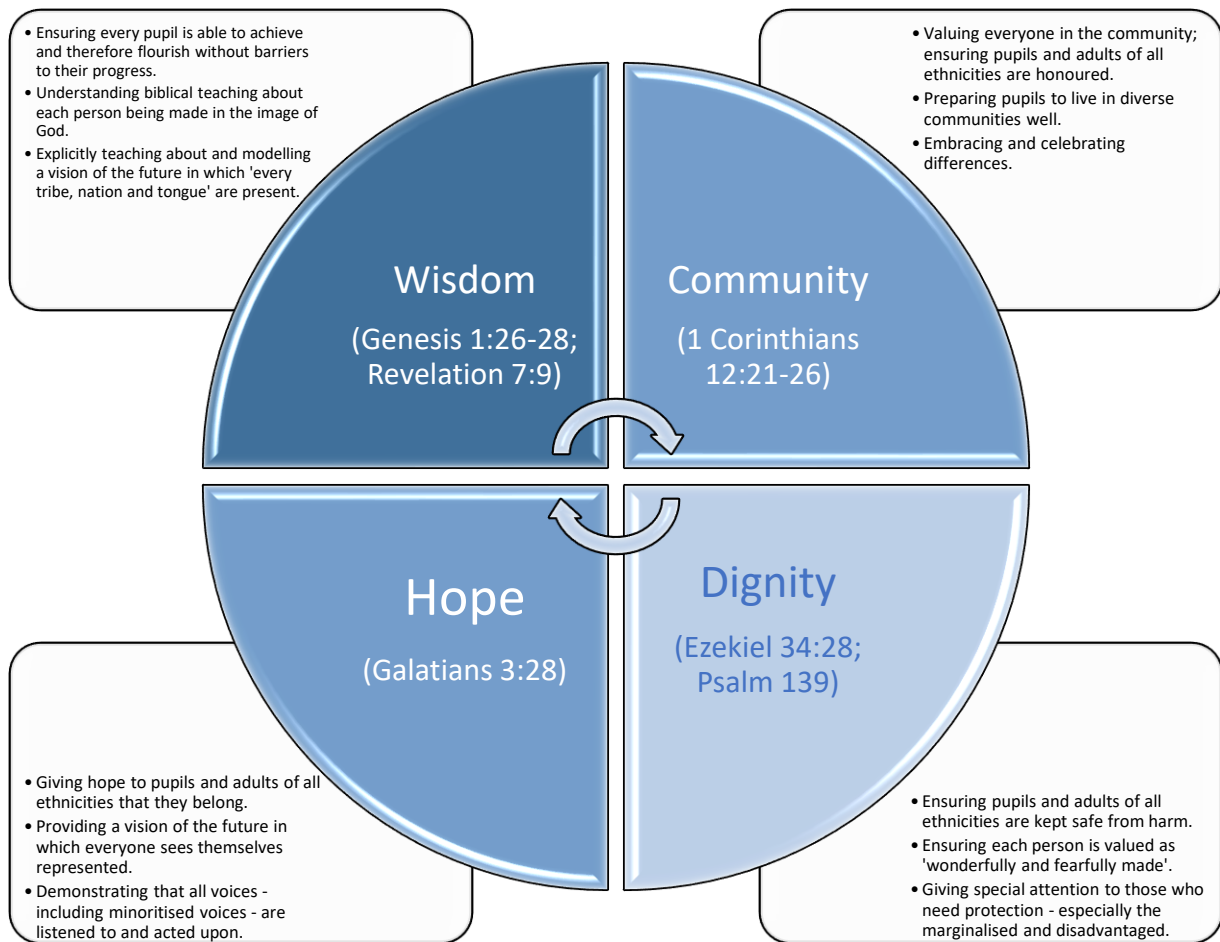 • Ensuring every pupil is able to achieve
and therefore flourish without barriers
to their progress.
• Understanding biblical teaching about
each person being made in the image of
God.
• Explicitly teaching about and modelling
a vision of the future in which 'every
tribe, nation and tongue' are present.
• Valuing everyone in the community;
ensuring pupils and adults of all
ethnicities are honoured.
• Preparing pupils to live in diverse
communities well.
• Embracing and celebrating
differences.
Wisdom
(Genesis 1:26-28;
Revelation 7:9)
Community
(1 Corinthians
12:21-26)
Hope
(Galatians 3:28)
Dignity
(Ezekiel 34:28;
Psalm 139)
• Giving hope to pupils and adults of all
ethnicities that they belong.
• Providing a vision of the future in
which everyone sees themselves
represented.
• Demonstrating that all voices -
including minoritised voices - are
listened to and acted upon.
• Ensuring pupils and adults of all
ethnicities are kept safe from harm.
• Ensuring each person is valued as
'wonderfully and fearfully made'.
• Giving special attention to those who
need protection - especially the
marginalised and disadvantaged.